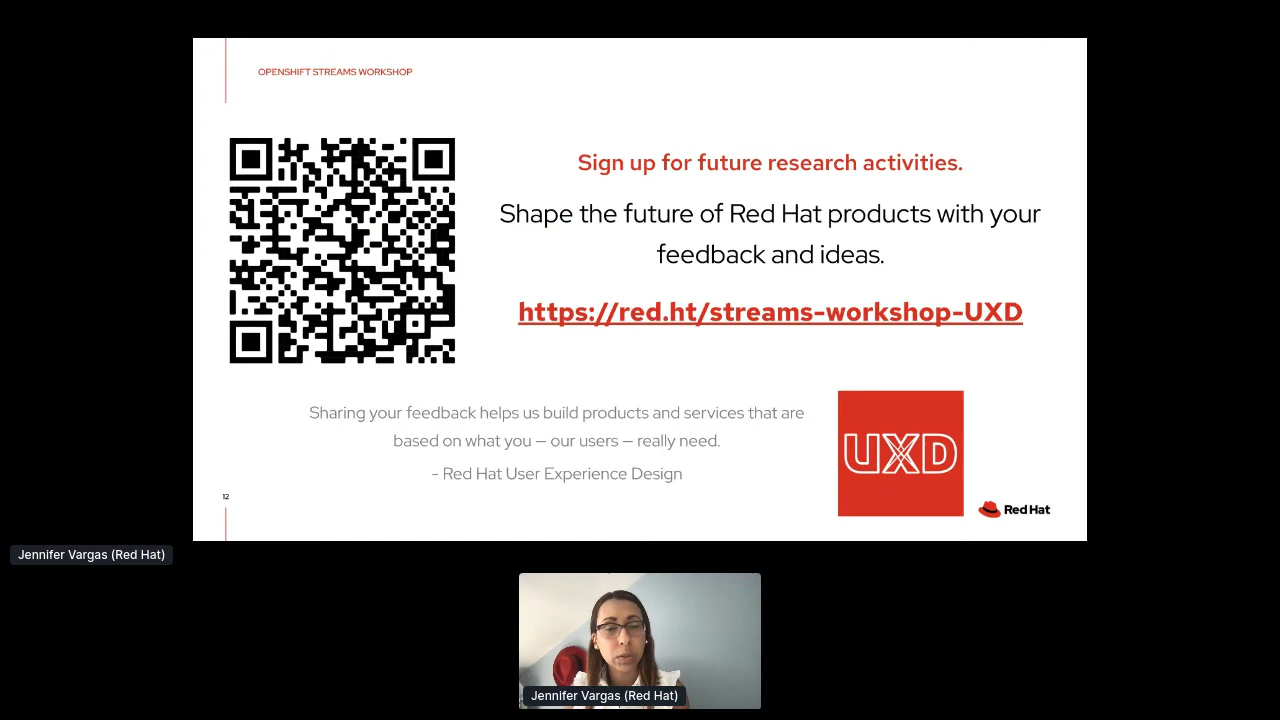 OPENSHIFT STREAMS WORKSHOP
Sign up for future research activities.
Shape the future of Red Hat products with your
feedback and ideas.
https://red.ht/streams-workshop-UXD
Sharing your feedback helps us build products and services that are
based on what you — our users — really need.
- Red Hat User Experience Design
UXD
12
Red Hat
Jennifer Vargas (Red Hat)
Jennifer Vargas (Red Hat)